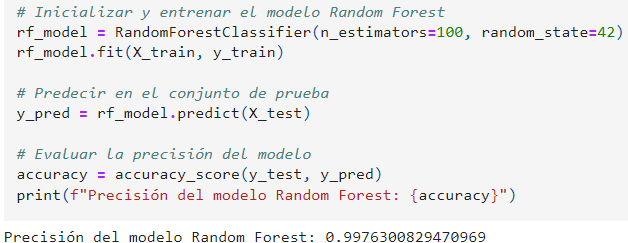 # Inicializar y entrenar el modelo Random Forest
rf_model = RandomForestClassifier(n_estimators=100, random_state=42)
rf_model.fit(X_train, y_train)
# Predecir en el conjunto de prueba
y_pred = rf_model.predict(X_test)
# Evaluar la precisión del modelo
accuracy = accuracy_score(y_test, y_pred)
print(f"Precisión del modelo Random Forest: {accuracy}")
Precisión del modelo Random Forest: 0.9976300829470969